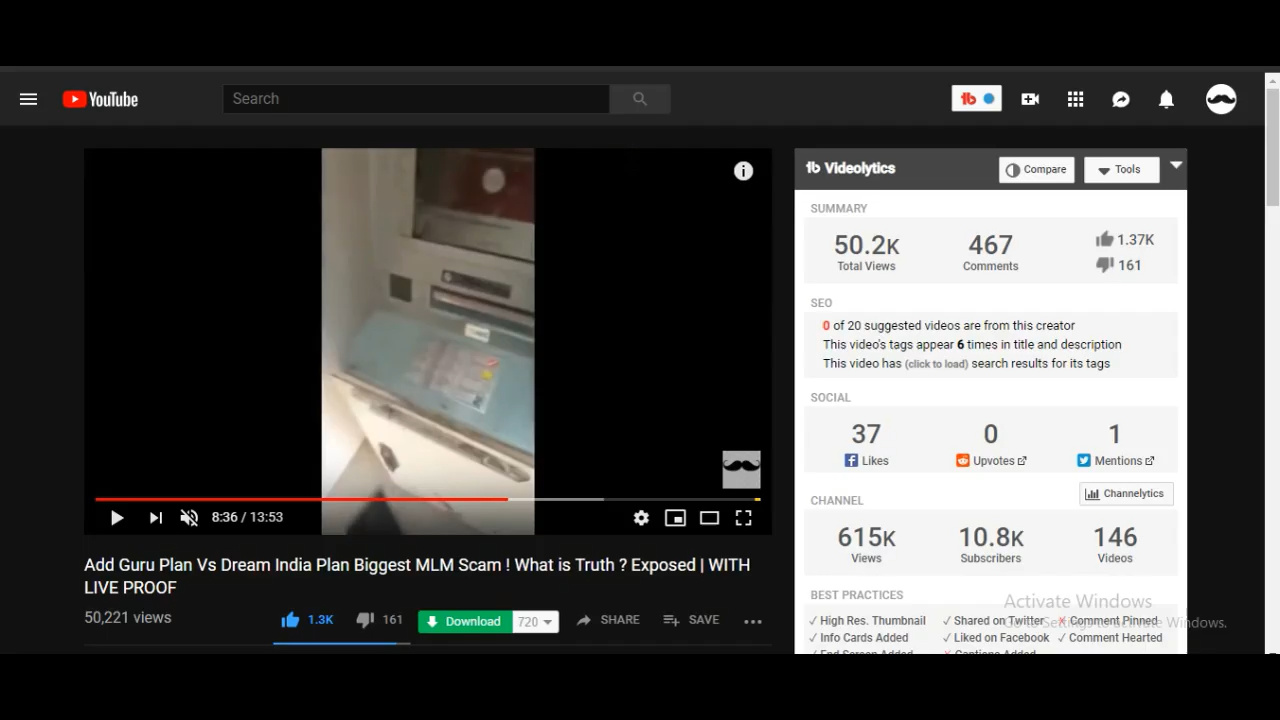 YouTube
Search
tb
tb Videolytics
Compare
Tools
SUMMARY
50.2K
467
1.37K
Total Views
Comments
161
SEO
0 of 20 suggested videos are from this creator
This video's tags appear 6 times in title and description
This video has (click to load) search results for its tags
SOCIAL
37
0
1
Likes
Upvotes
Mentions
Channelytics
CHANNEL
615K
10.8K
146
Views
Subscribers
Videos
BEST PRACTICES
Activate Windows
Go to Settings to activate Windows.
✓ High Res. Thumbnail
✓ Shared on Twitter
× Comment Pinned
✓ Info Cards Added
✓ Liked on Facebook
✓ Comment Hearted
✓ End Screen Added
× Captions Added
8:36 / 13:53
Add Guru Plan Vs Dream India Plan Biggest MLM Scam ! What is Truth ? Exposed | WITH
LIVE PROOF
50,221 views
1.3K
161
Download
720
SHARE
SAVE